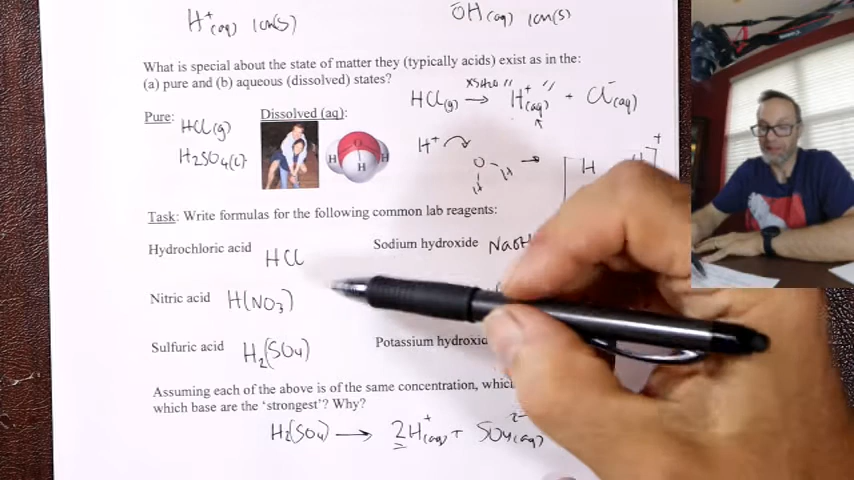 H⁺(aq) ion(s) ŌH(aq) ion(s)
What is special about the state of matter they (typically acids) exist as in the:
(a) pure and (b) aqueous (dissolved) states?
HCl(g) → H⁺(aq) + Cl⁻(aq)
Pure: Dissolved (aq):
HCl(g)
H₂SO₄(l)
H⁺
O
H H
H O H
H
H
+
Task: Write formulas for the following common lab reagents:
Hydrochloric acid HCl Sodium hydroxide NaOH
Nitric acid H(NO₃)
Sulfuric acid H₂(SO₄) Potassium
Assuming each of the above is of the same concentration,
which base are the ‘strongest’? Why?
H₂(SO₄) → 2H⁺(aq) + SO₄²⁻(aq)